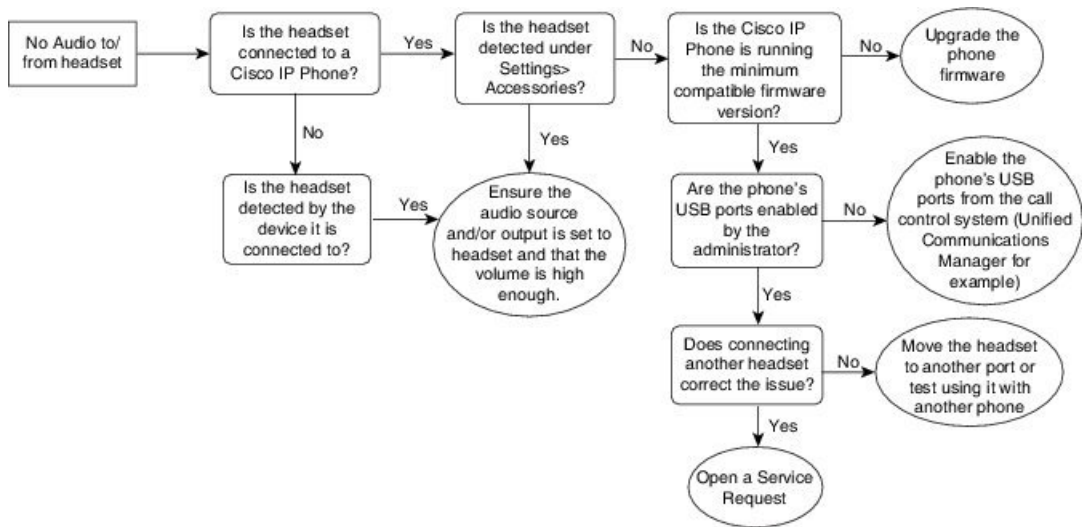 No Audio to/
from headset
Is the headset
connected to a
Cisco IP Phone?
Yes
Is the headset
detected under
Settings>
Accessories?
No
Is the Cisco IP
Phone is running
the minimum
compatible firmware
version?
No
Upgrade the
phone
firmware
No
Yes
Yes
Is the headset
detected by the
device it is
connected to?
Yes
Ensure the
audio source
and/or output is set to
headset and that the
volume is high
enough.
Are the phone's
USB ports enabled
by the
administrator?
No
Enable the
phone's USB
ports from the call
control system (Unified
Communications
Manager for
example)
Yes
Does connecting
another headset
correct the issue?
No
Move the headset
to another port or
test using it with
another phone
Yes
Open a Service
Request